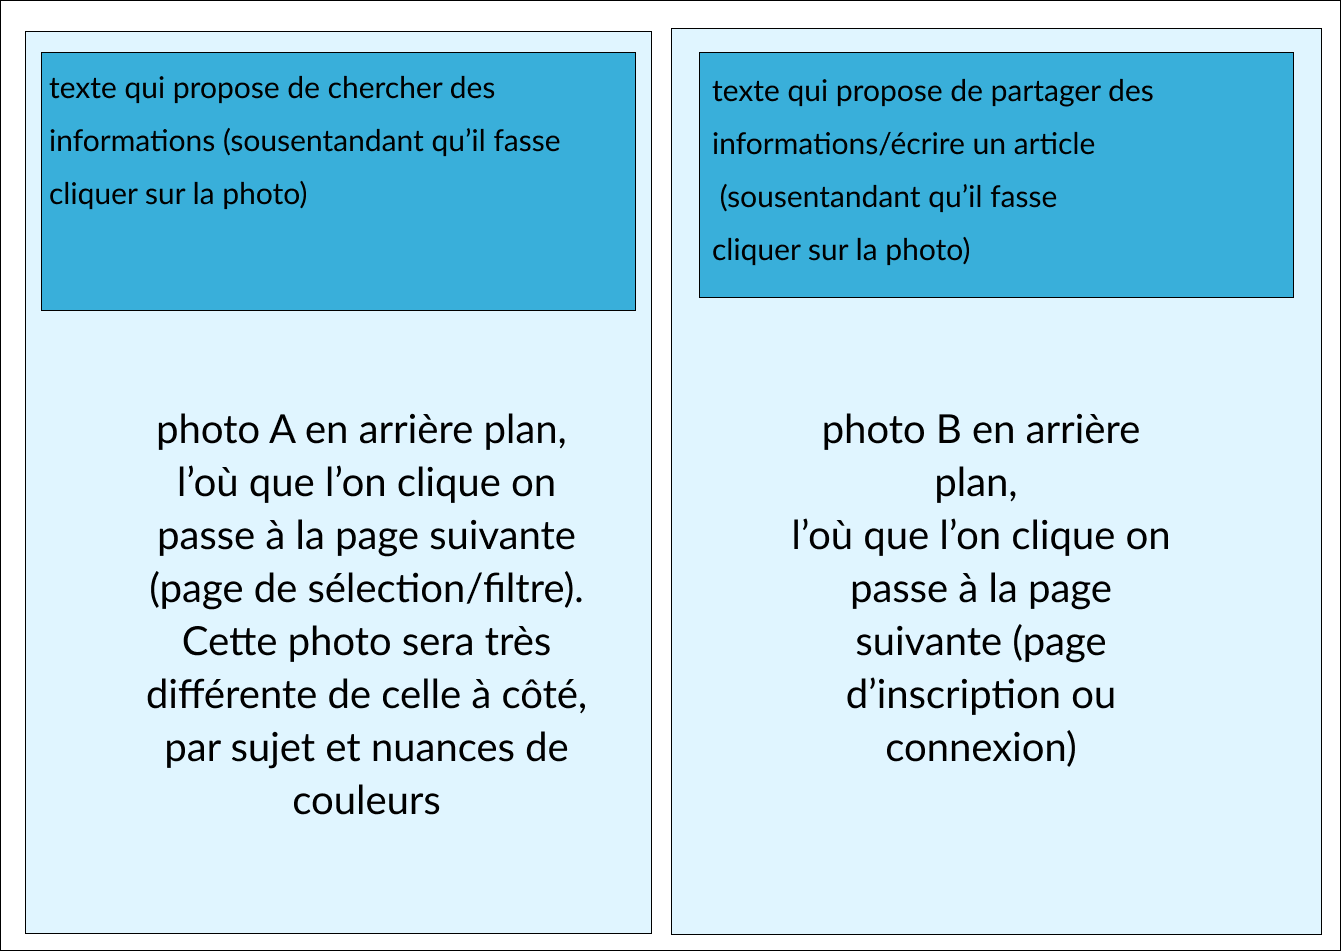 texte qui propose de chercher des
informations (sousentandant qu’il fasse
cliquer sur la photo)
photo A en arrière plan,
l’où que l’on clique on
passe à la page suivante
(page de sélection/filtre).
Cette photo sera très
différente de celle à côté,
par sujet et nuances de
couleurs
texte qui propose de partager des
informations/écrire un article
(sousentandant qu’il fasse
cliquer sur la photo)
photo B en arrière
plan,
l’où que l’on clique on
passe à la page
suivante (page
d’inscription ou
connexion)